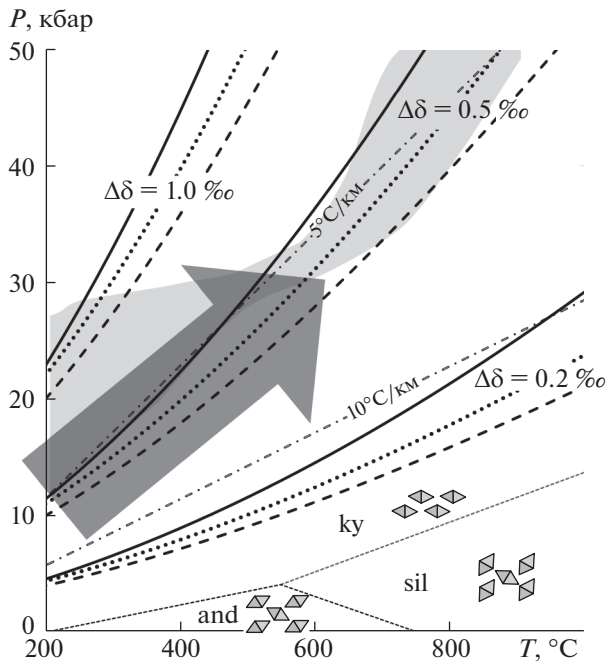 P, кбар
50
Δδ = 0.5 ‰
40
Δδ = 1.0 ‰
5°C/км
30
20
Δδ = 0.2 ‰
10°C/км
10
ky
sil
and
0
200
400
600
800
T, °C